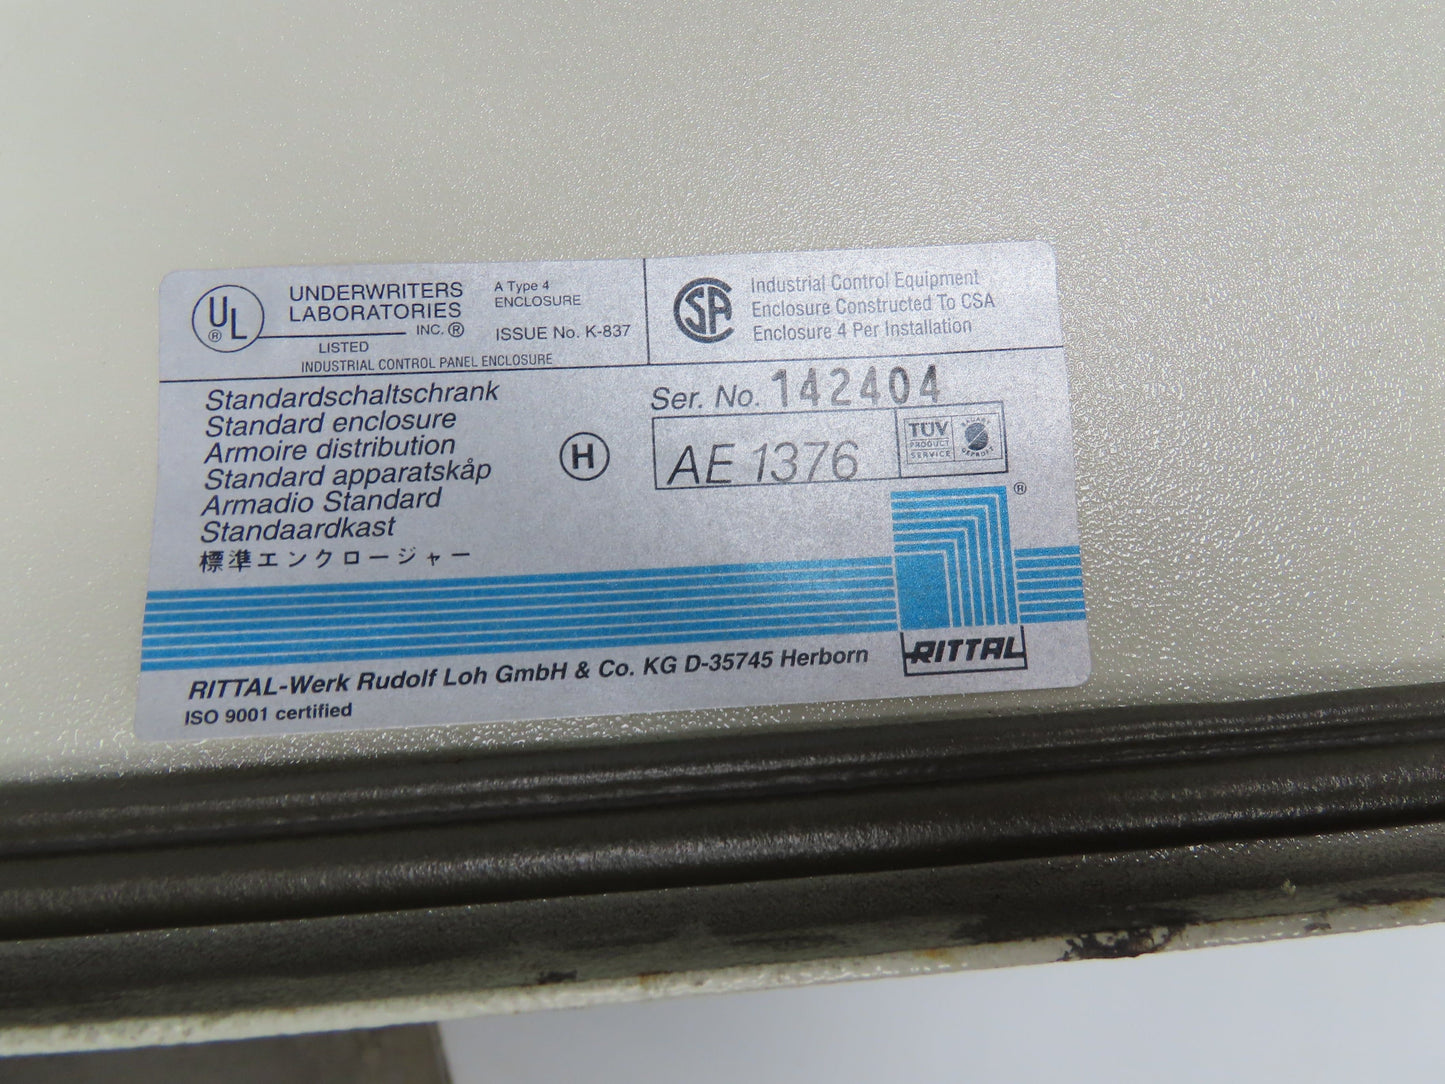 UL ®
UNDERWRITERS
LABORATORIES
INC.®
LISTED
INDUSTRIAL CONTROL PANEL ENCLOSURE
A Type 4
ENCLOSURE
ISSUE No. K-837
Industrial Control Equipment
Enclosure Constructed To CSA
Enclosure 4 Per Installation
Standardschaltschrank
Standard enclosure
Armoire distribution
Standard apparatskåp
Armadio Standard
Standaardkast
標準エンクロージャー
H
Ser. No. 142404
AE 1376
TÜV
PRODUCT
SERVICE
®
RITTAL
RITTAL-Werk Rudolf Loh GmbH & Co. KG D-35745 Herborn
ISO 9001 certified